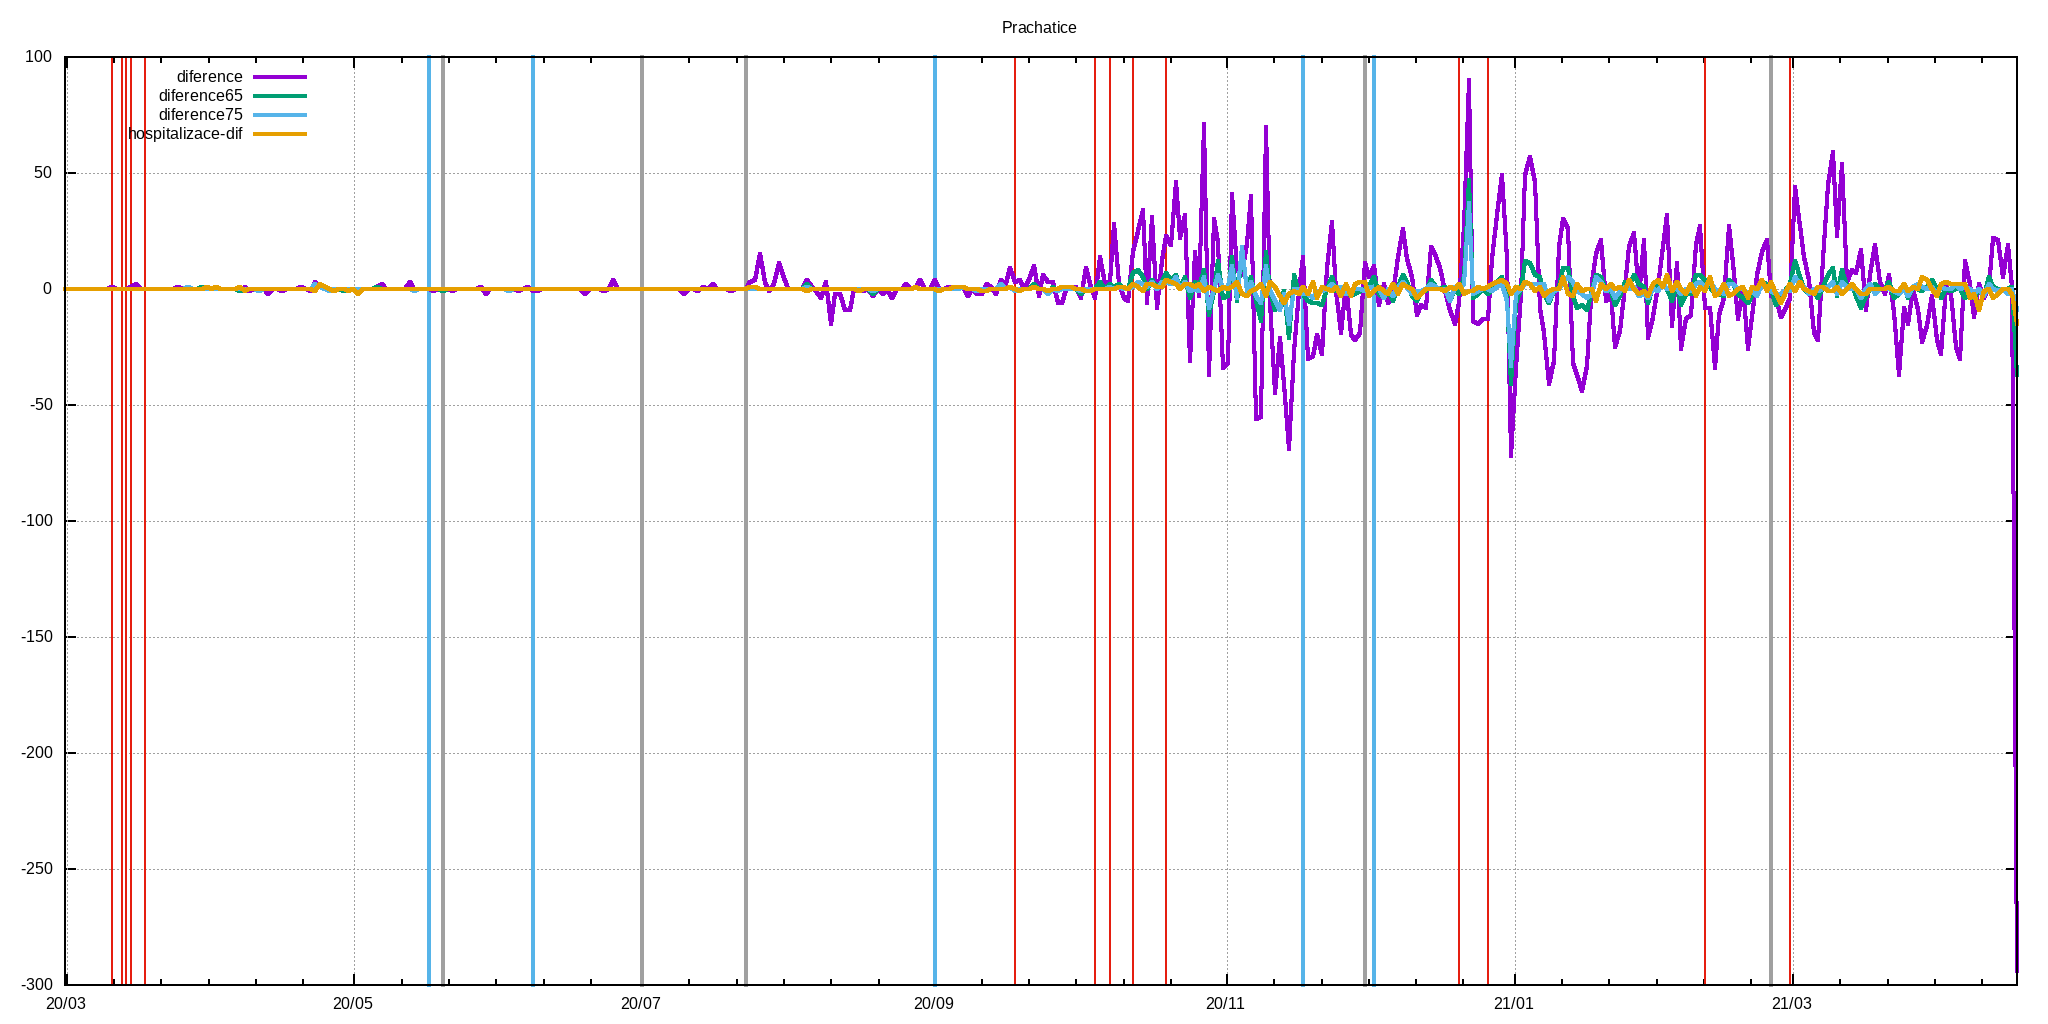 Prachatice
100
diference
diference65
diference75
hospitalizace-dif
50
0
-50
-100
-150
-200
-250
-300
20/03 20/05 20/07 20/09 20/11 21/01 21/03